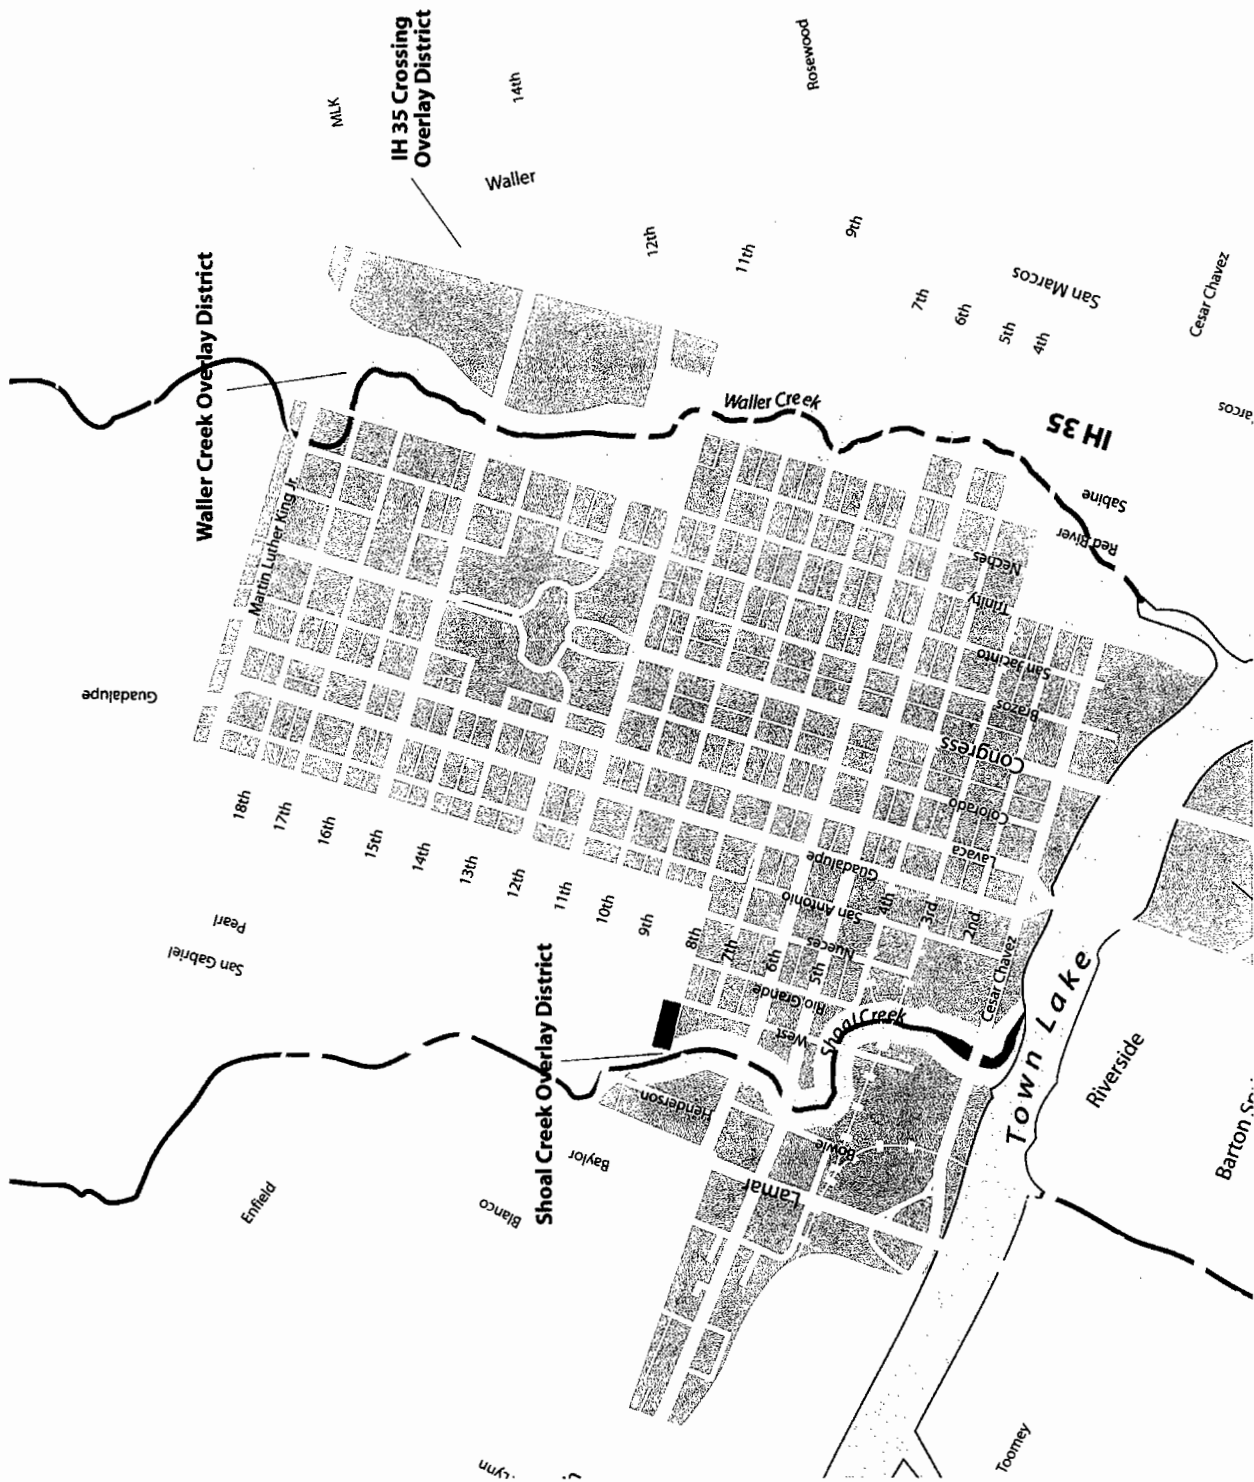 IH 35 Crossing
Overlay District
MLK
14th
Rosewood
Waller
12th
11th
9th
San Marcos
7th
6th
5th
4th
Cesar Chavez
Waller Creek Overlay District
Waller Creek
IH 35
Sabine
Red River
Neches
Trinity
San Jacinto
Brazos
Congress
Colorado
Lavaca
Guadalupe
San Antonio
Nueces
Rio Grande
West
Martin Luther King Jr.
Guadalupe
18th
17th
16th
15th
14th
13th
12th
11th
10th
9th
8th
7th
6th
5th
4th
3rd
2nd
Cesar Chavez
Pearl
San Gabriel
Shoal Creek Overlay District
Shoal Creek
Henderson
Baylor
Bowie
Lamar
Blanco
Enfield
Town Lake
Riverside
Barton
Toomey